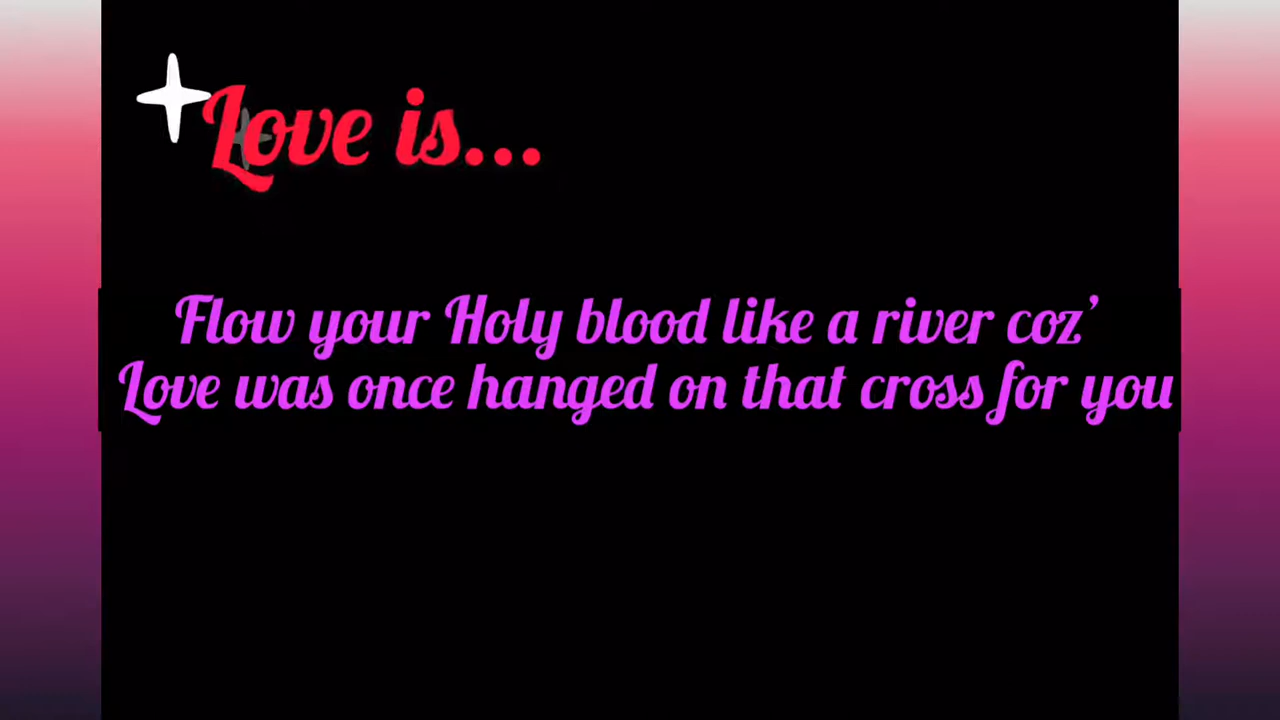 Love is...
Flow your Holy blood like a river coz’
Love was once hanged on that cross for you